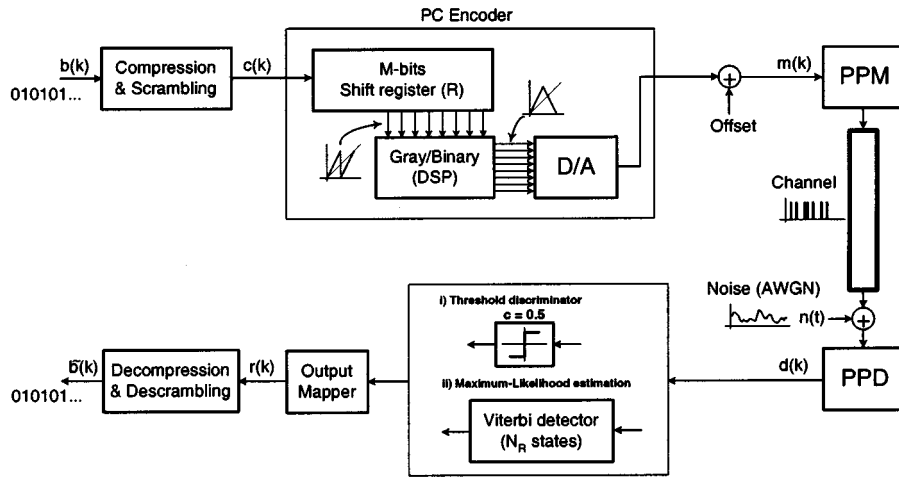 PC Encoder
b(k)
010101...
Compression
& Scrambling
c(k)
M-bits
Shift register (R)
Gray/Binary
(DSP)
D/A
Offset
m(k)
PPM
Channel
Noise (AWGN)
n(t)
PPD
d(k)
i) Threshold discriminator
c = 0.5
ii) Maximum-Likelihood estimation
Viterbi detector
(N_R states)
Output
Mapper
r(k)
Decompression
& Descrambling
b̄(k)
010101...